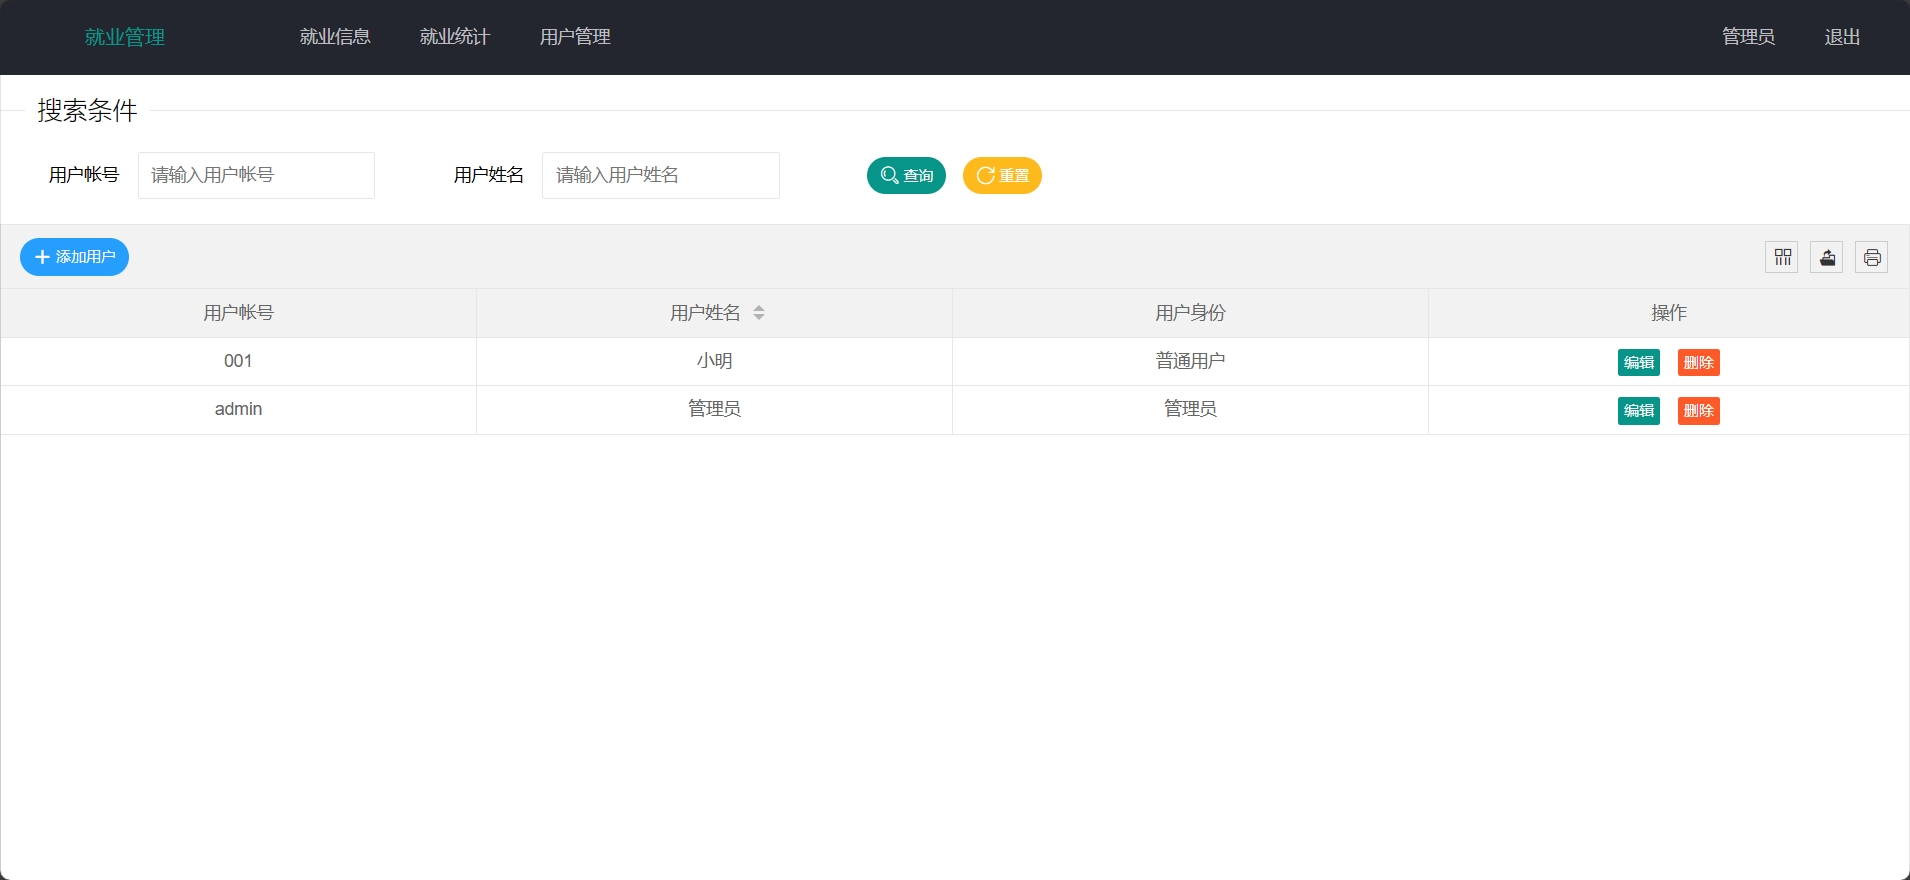 就业管理 就业信息 就业统计 用户管理 管理员 退出
搜索条件
用户帐号 请输入用户帐号 用户姓名 请输入用户姓名 查询 重置
添加用户
用户帐号 用户姓名 用户身份 操作
001 小明 普通用户 编辑 删除
admin 管理员 管理员 编辑 删除